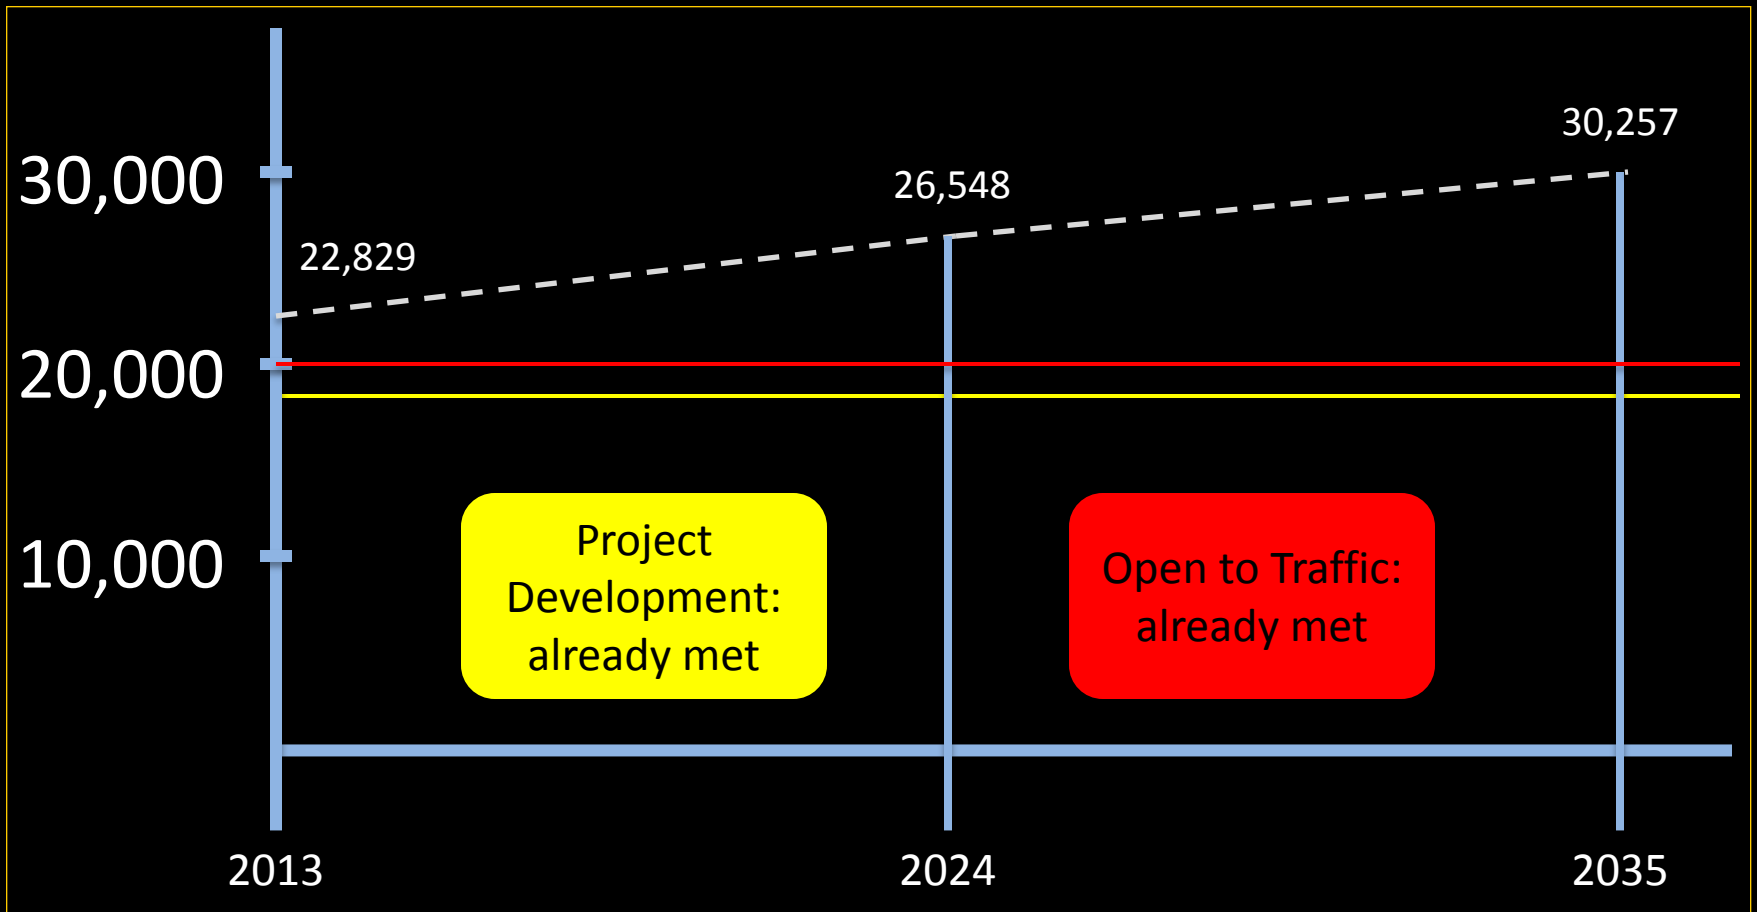 30,000
20,000
10,000
22,829
26,548
30,257
Project
Development:
already met
Open to Traffic:
already met
2013
2024
2035